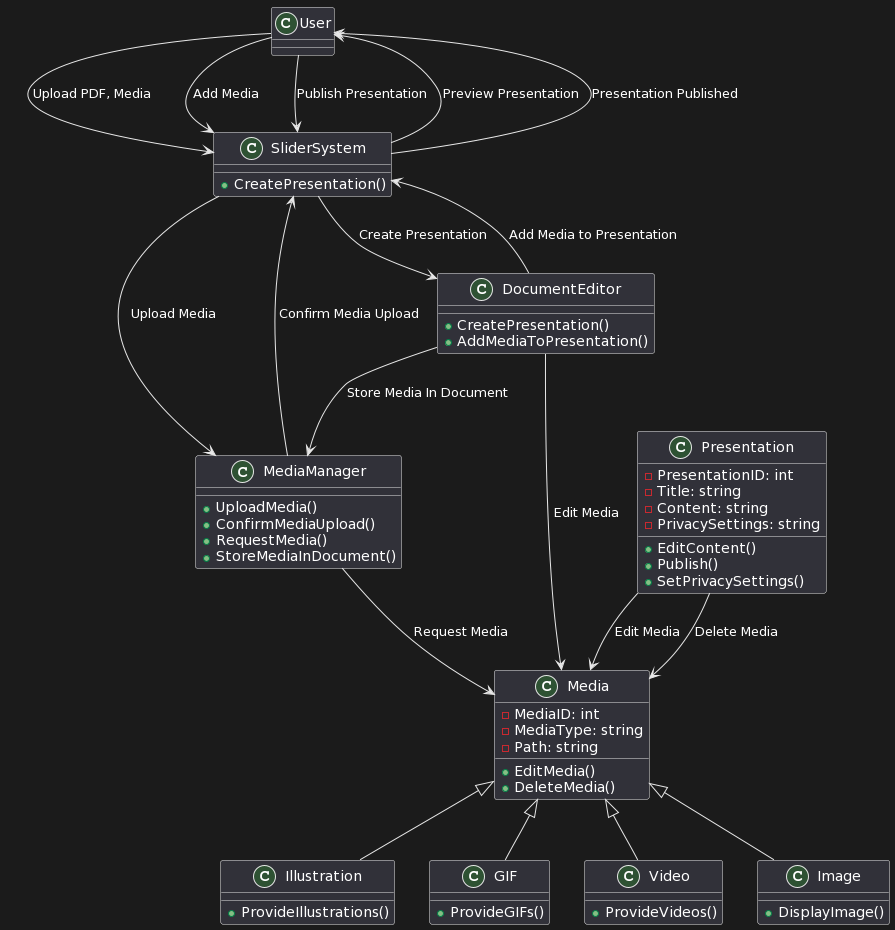 C User
Upload PDF, Media
Add Media
Publish Presentation
Preview Presentation
Presentation Published
C SliderSystem
CreatePresentation()
Create Presentation
Add Media to Presentation
C DocumentEditor
CreatePresentation()
AddMediaToPresentation()
Upload Media
Confirm Media Upload
Store Media In Document
C MediaManager
UploadMedia()
ConfirmMediaUpload()
RequestMedia()
StoreMediaInDocument()
C Presentation
PresentationID: int
Title: string
Content: string
PrivacySettings: string
EditContent()
Publish()
SetPrivacySettings()
Edit Media
Request Media
Edit Media
Delete Media
C Media
MediaID: int
MediaType: string
Path: string
EditMedia()
DeleteMedia()
C Illustration
ProvideIllustrations()
C GIF
ProvideGIFs()
C Video
ProvideVideos()
C Image
DisplayImage()